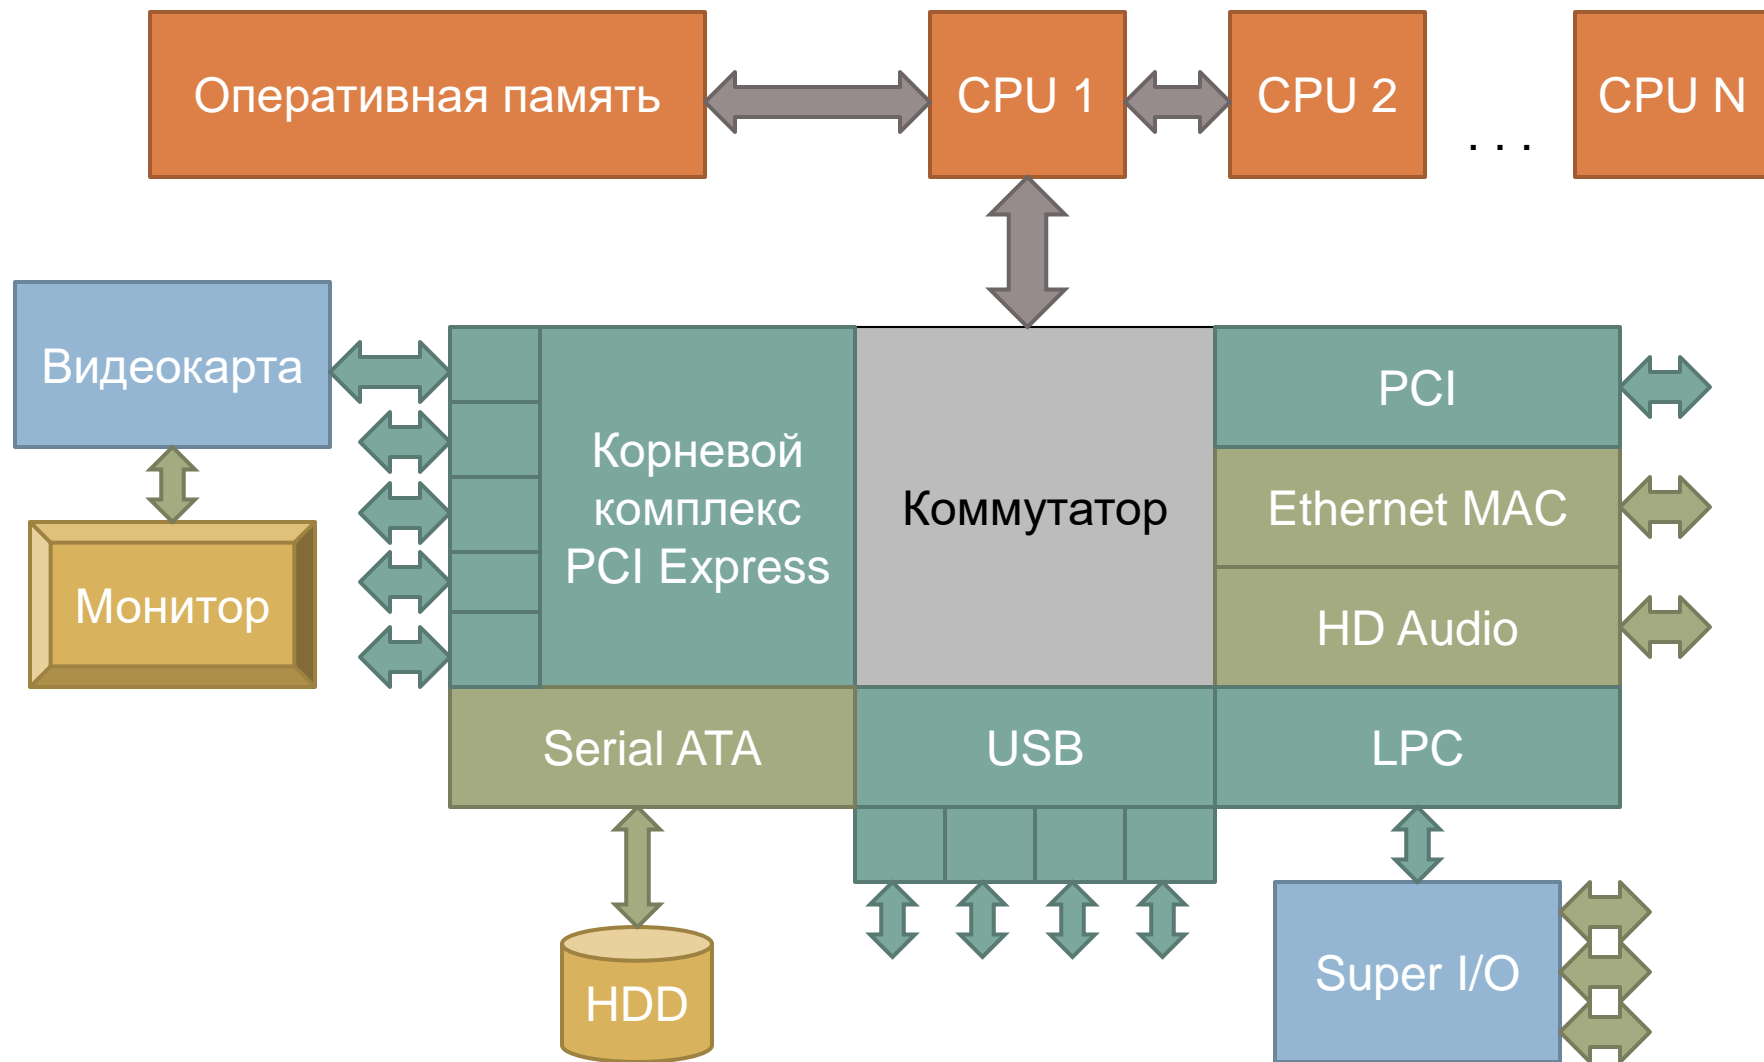 Оперативная память
CPU 1
CPU 2
. . .
CPU N
Видеокарта
Монитор
Корневой
комплекс
PCI Express
Коммутатор
PCI
Ethernet MAC
HD Audio
Serial ATA
USB
LPC
HDD
Super I/O